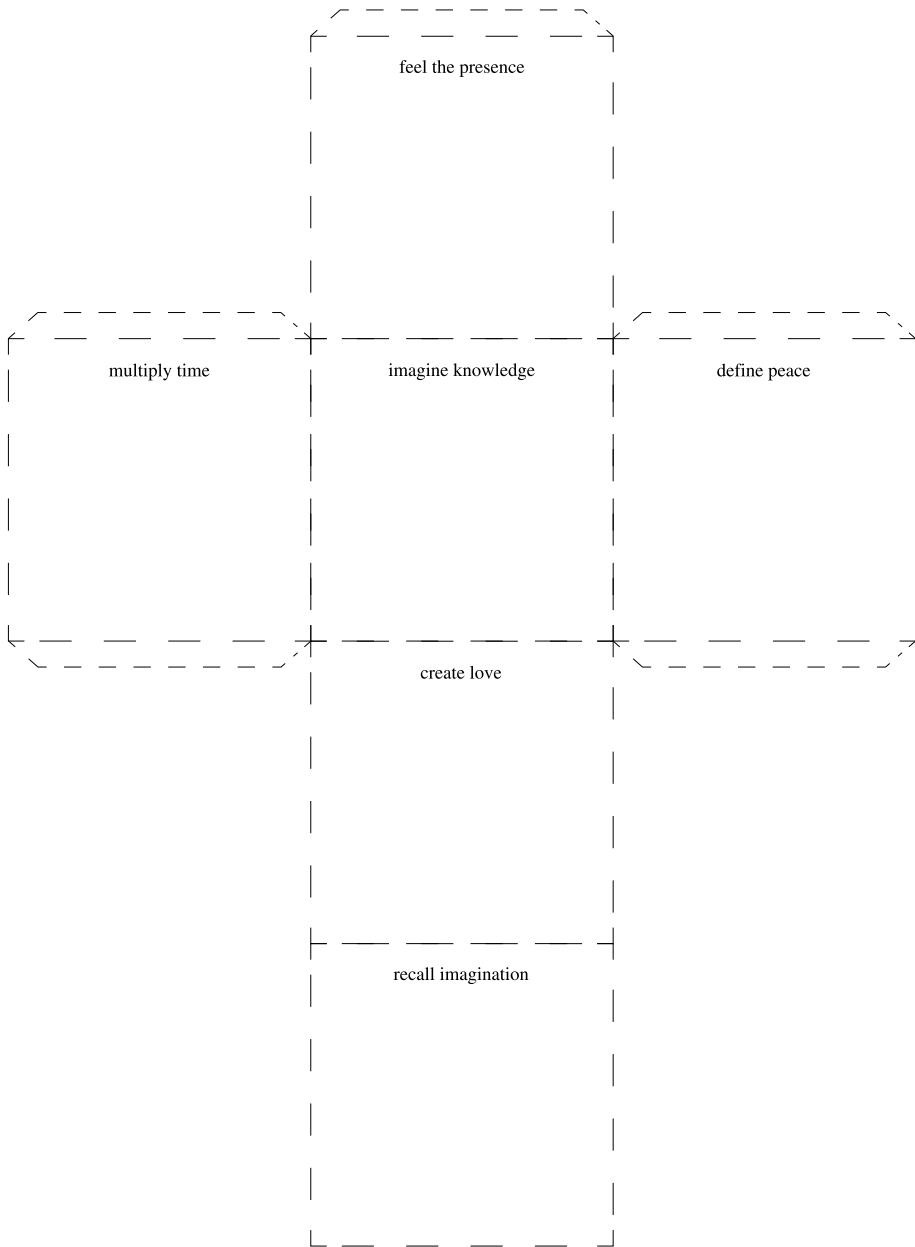 feel the presence
multiply time
imagine knowledge
define peace
create love
recall imagination